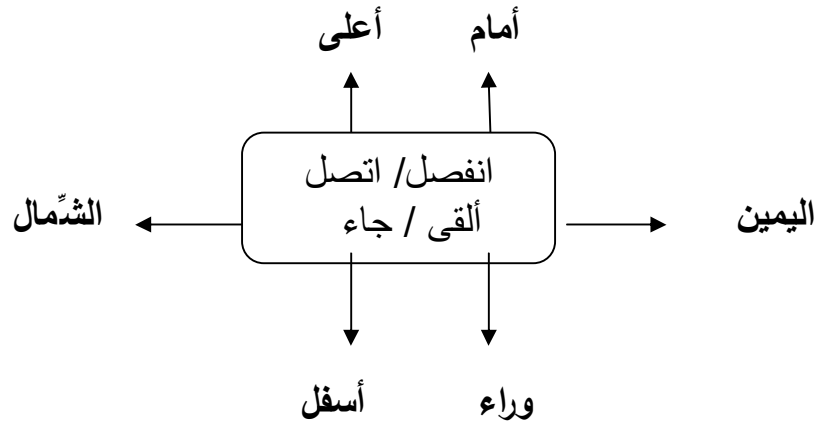 أمام أعلى
انفصل/ اتصل
ألقى / جاء
اليمين الشِّمال
وراء أسفل